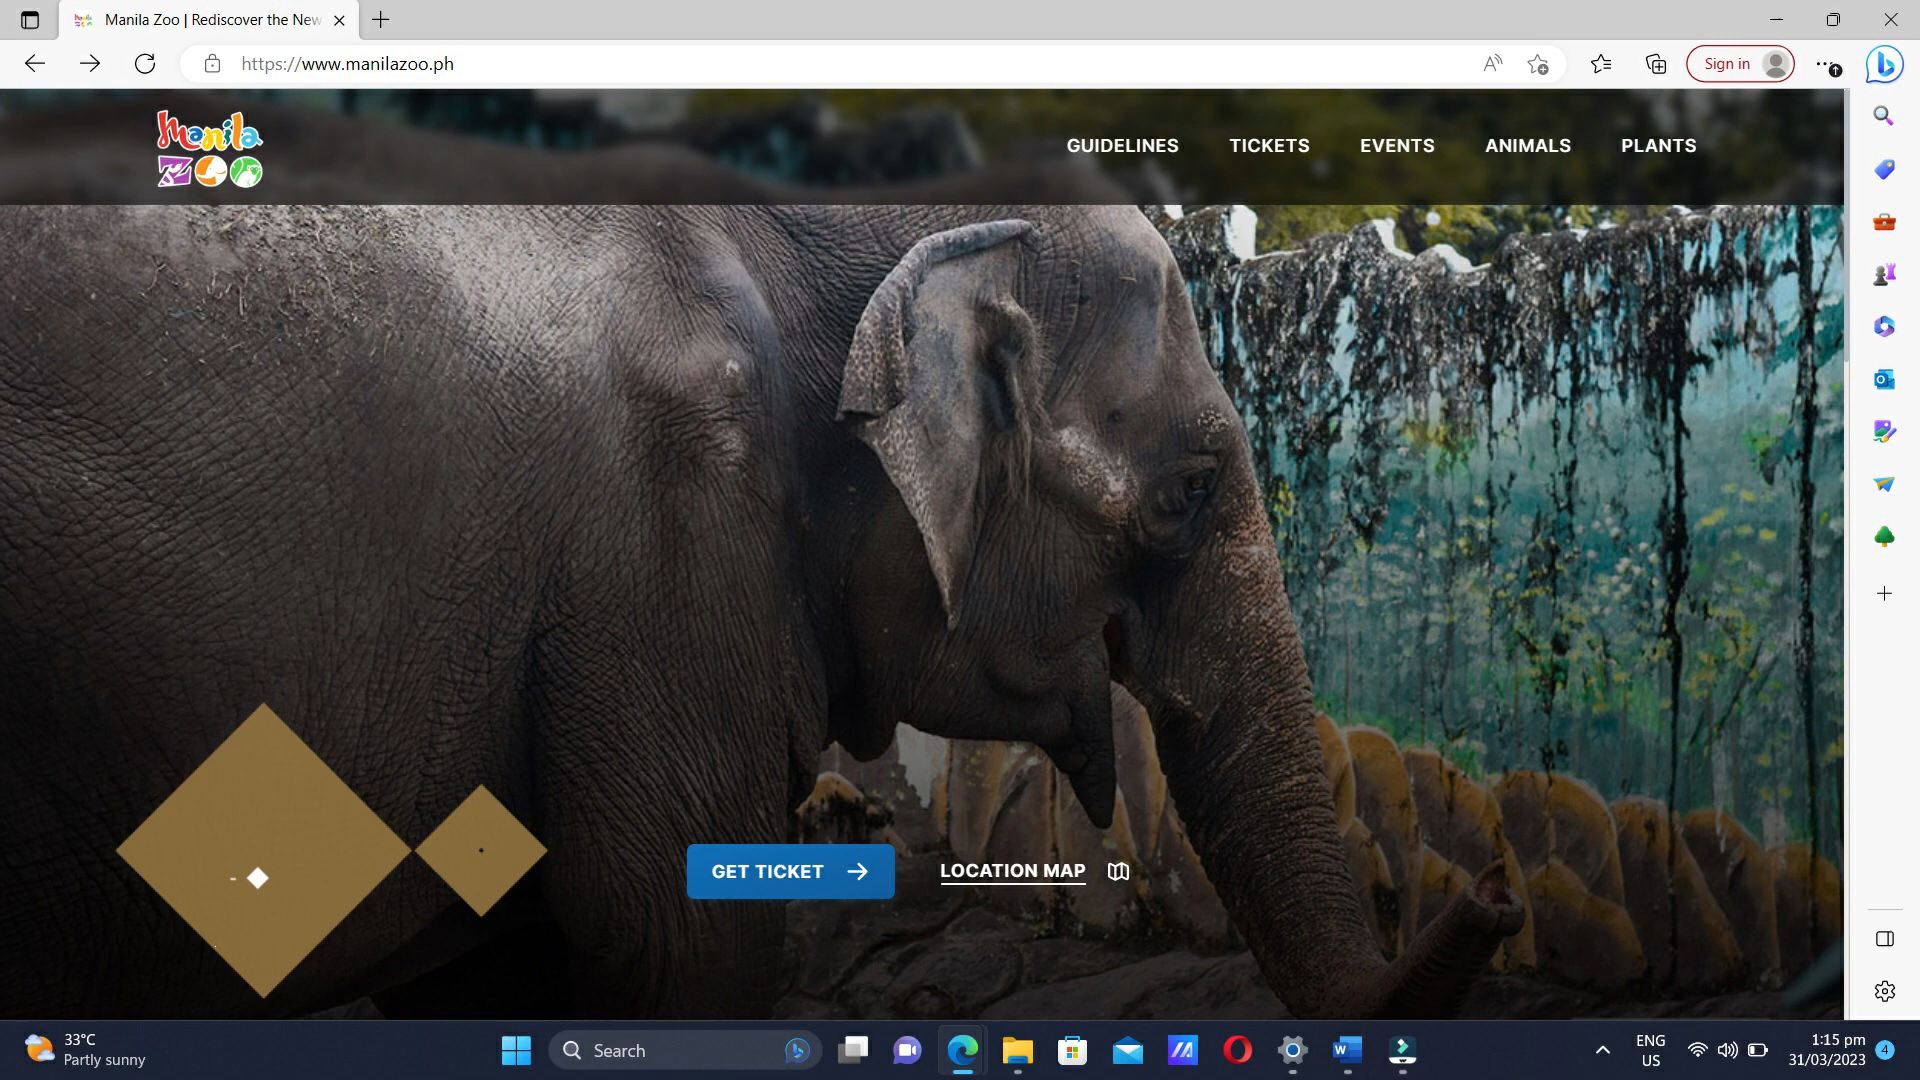 Manila Zoo | Rediscover the New
https://www.manilazoo.ph
Sign in
Manila
ZOO
GUIDELINES
TICKETS
EVENTS
ANIMALS
PLANTS
GET TICKET
LOCATION MAP
33°C
Partly sunny
Search
ENG
US
1:15 pm
31/03/2023
4